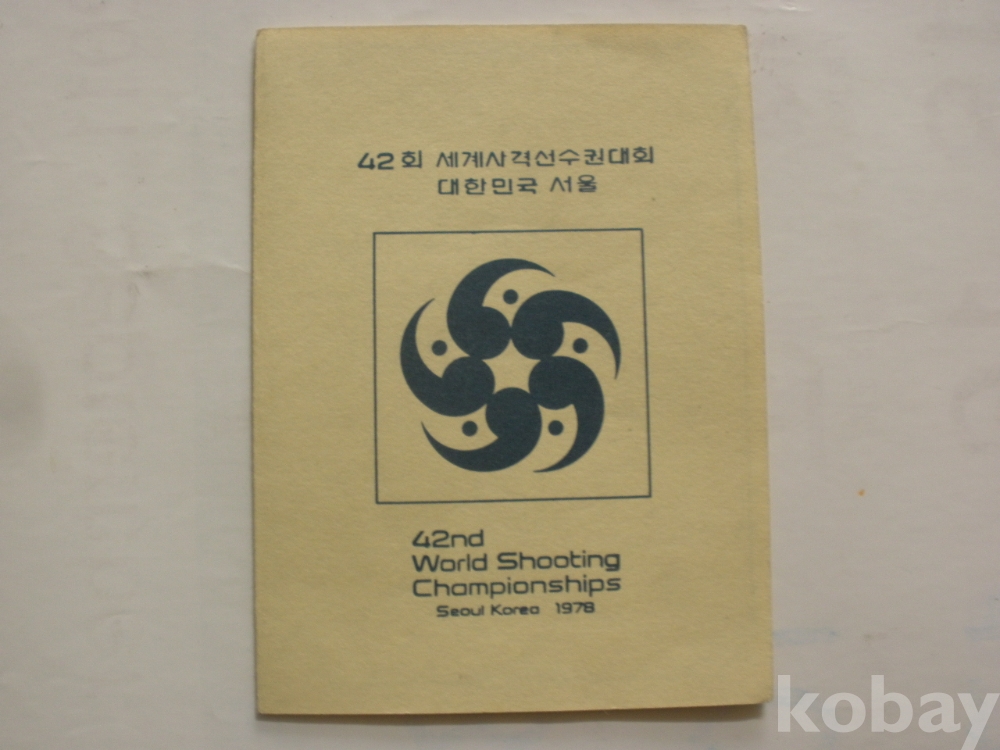 42회 세계사격선수권대회
대한민국 서울
42nd
World Shooting
Championships
Seoul Korea 1978
kobay